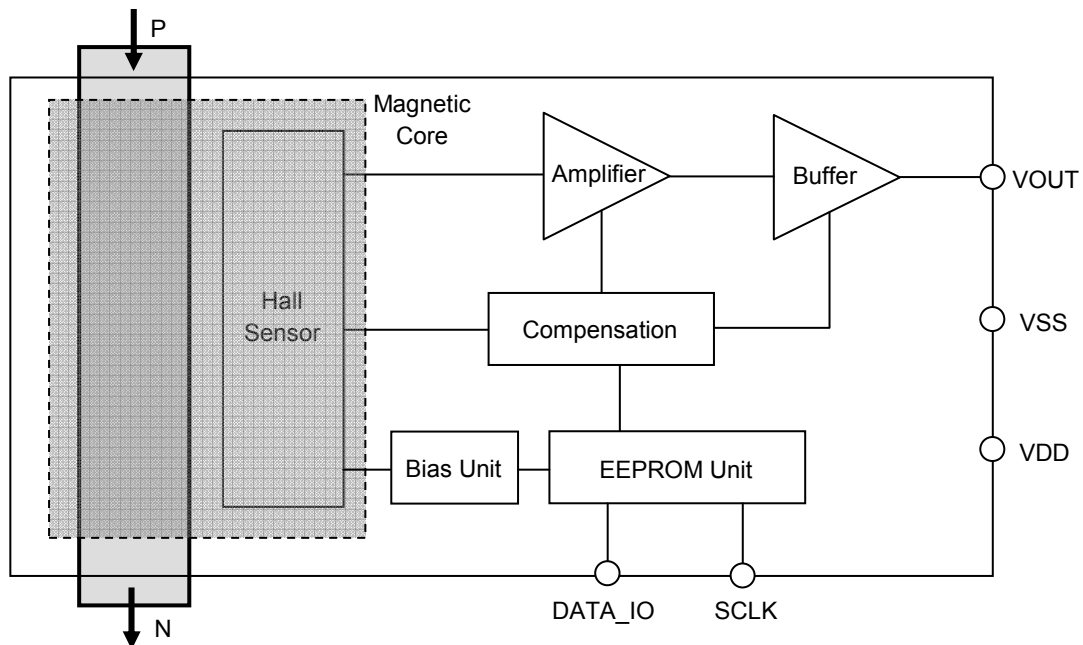 P
Magnetic
Core
Amplifier
Buffer
VOUT
Hall
Sensor
Compensation
VSS
Bias Unit
EEPROM Unit
VDD
DATA_IO
SCLK
N